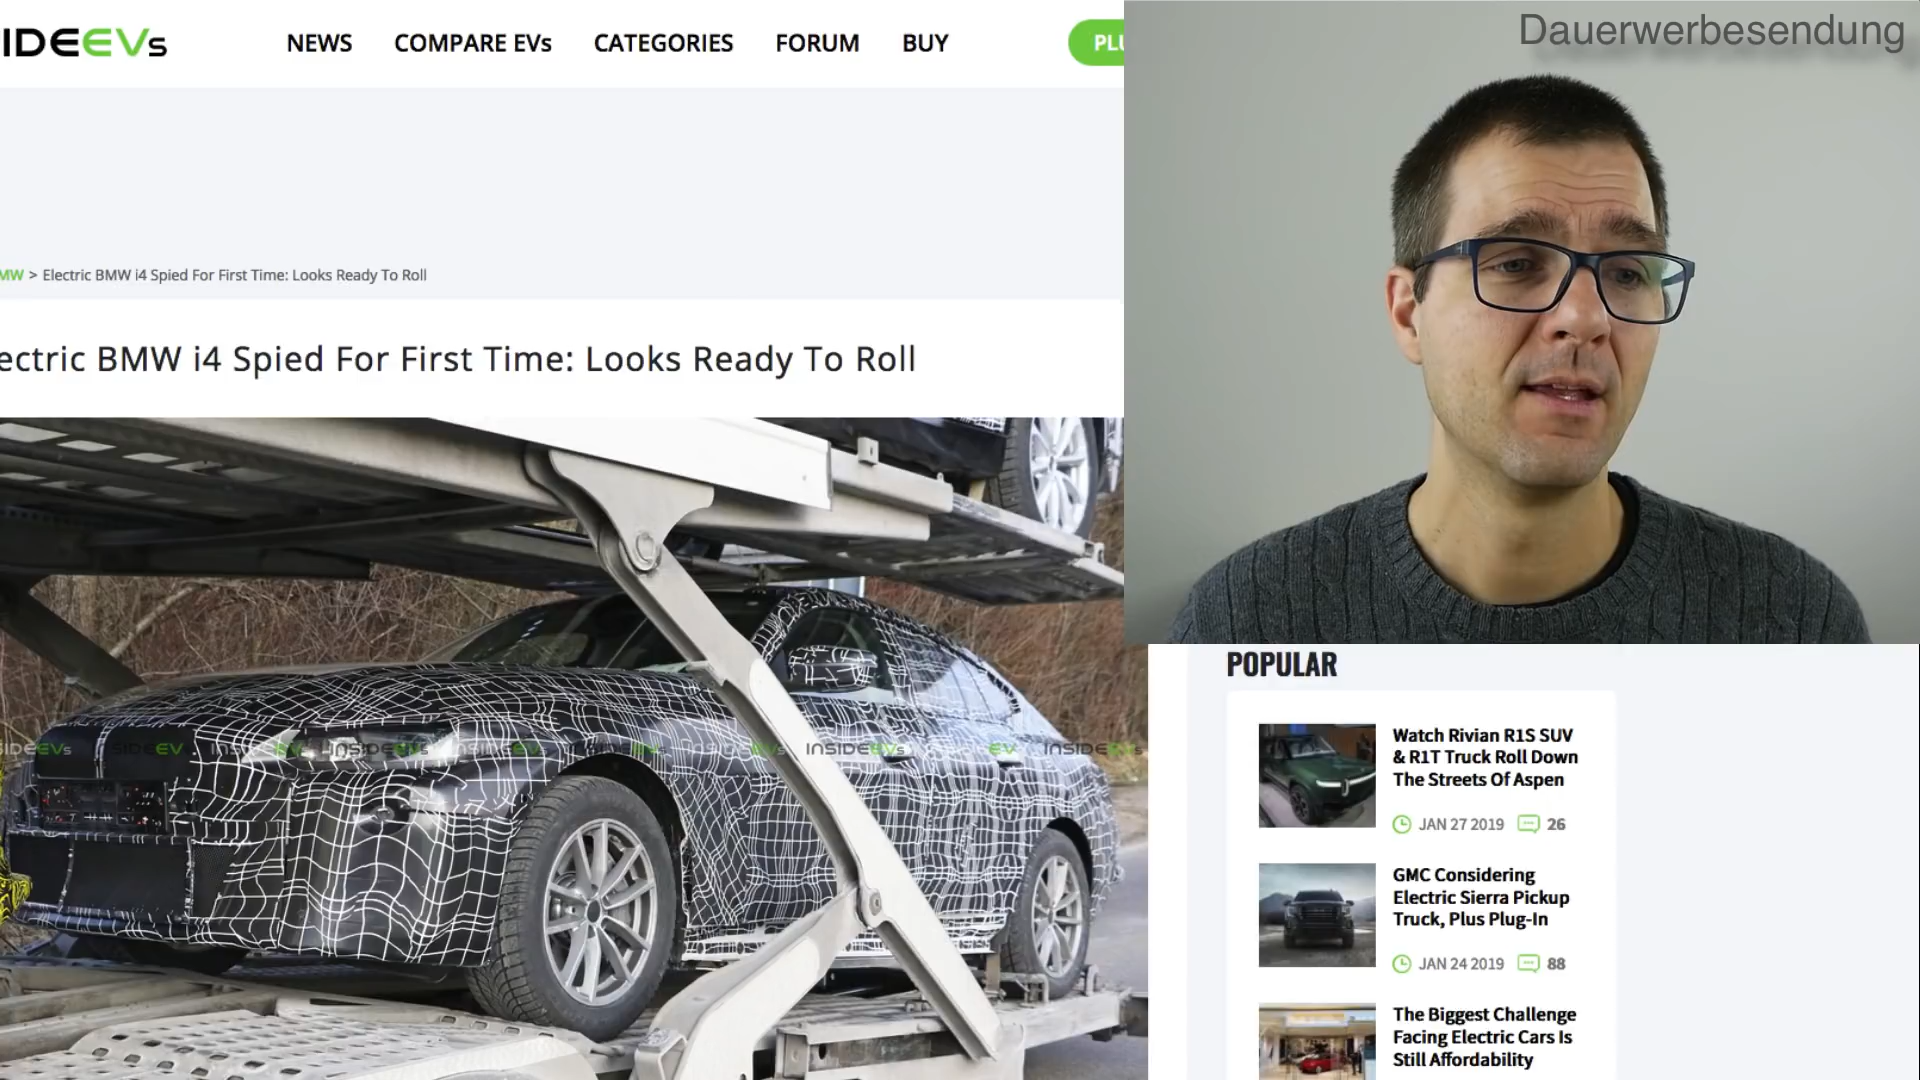 Dauerwerbesendung
IDEEVs
NEWS
COMPARE EVs
CATEGORIES
FORUM
BUY
PLU
MW > Electric BMW i4 Spied For First Time: Looks Ready To Roll
ectric BMW i4 Spied For First Time: Looks Ready To Roll
INSIDEEVs
POPULAR
Watch Rivian R1S SUV
& R1T Truck Roll Down
The Streets Of Aspen
JAN 27 2019 26
GMC Considering
Electric Sierra Pickup
Truck, Plus Plug-In
JAN 24 2019 88
The Biggest Challenge
Facing Electric Cars Is
Still Affordability